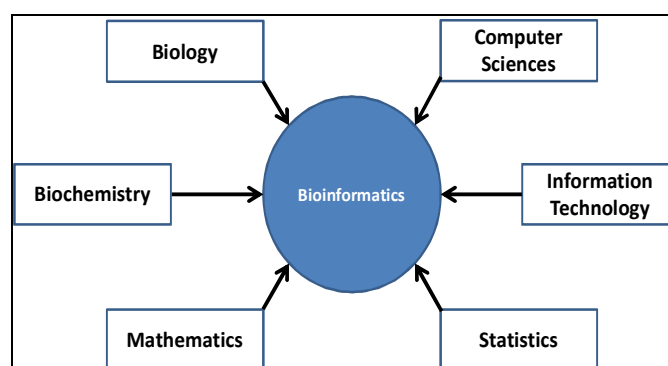 Biology
Computer
Sciences
Biochemistry
Bioinformatics
Information
Technology
Mathematics
Statistics